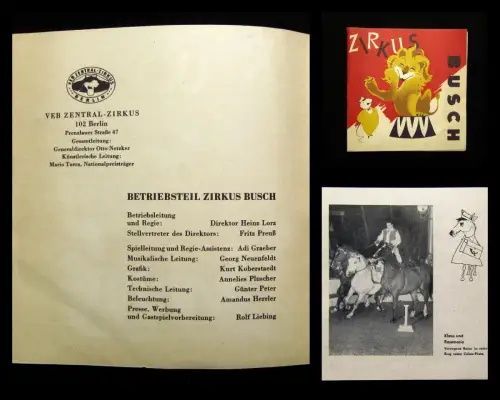 VEB ZENTRAL-ZIRKUS
BERLIN
VEB ZENTRAL-ZIRKUS
102 Berlin
Prenzlauer Straße 47
Gesamtleitung:
Generaldirektor Otto Netzker
Künstlerische Leitung:
Mario Turra, Nationalpreisträger
BETRIEBSTEIL ZIRKUS BUSCH
Betriebsleitung
und Regie: Direktor Heinz Lorz
Stellvertreter des Direktors: Fritz Preuß
Spielleitung und Regie-Assistenz: Adi Graeber
Musikalische Leitung: Georg Neuenfeldt
Grafik: Kurt Koberstaedt
Kostüme: Annelies Pluscher
Technische Leitung: Günter Peter
Beleuchtung: Amandus Herzler
Presse, Werbung
und Gastspielvorbereitung: Rolf Liebing
ZIRKUS
BUSCH
Klaus und
Rosemarie